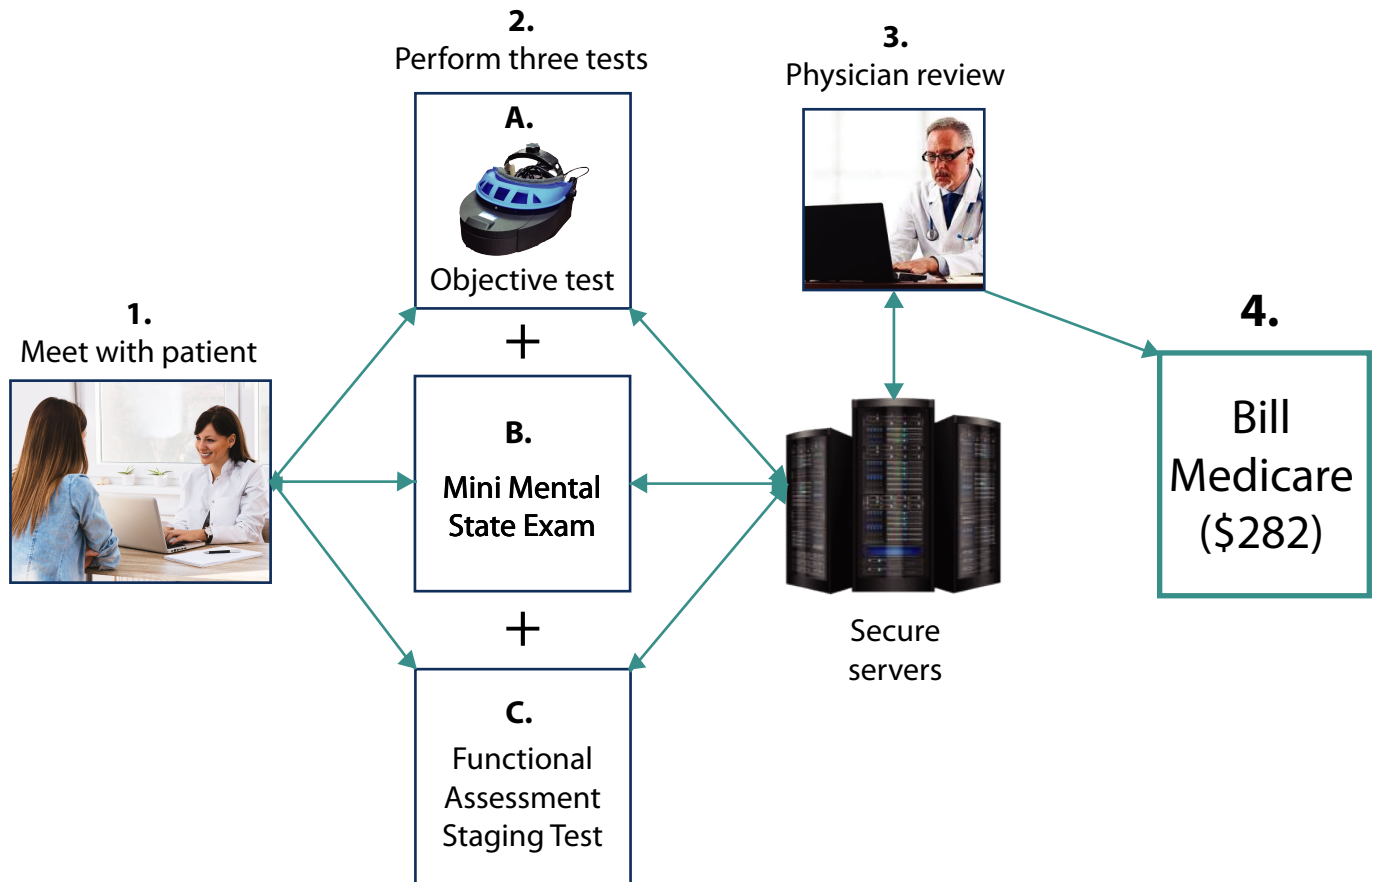 1.
Meet with patient
2.
Perform three tests
A.
Objective test
+
B.
Mini Mental
State Exam
+
C.
Functional
Assessment
Staging Test
3.
Physician review
Secure
servers
4.
Bill
Medicare
($282)